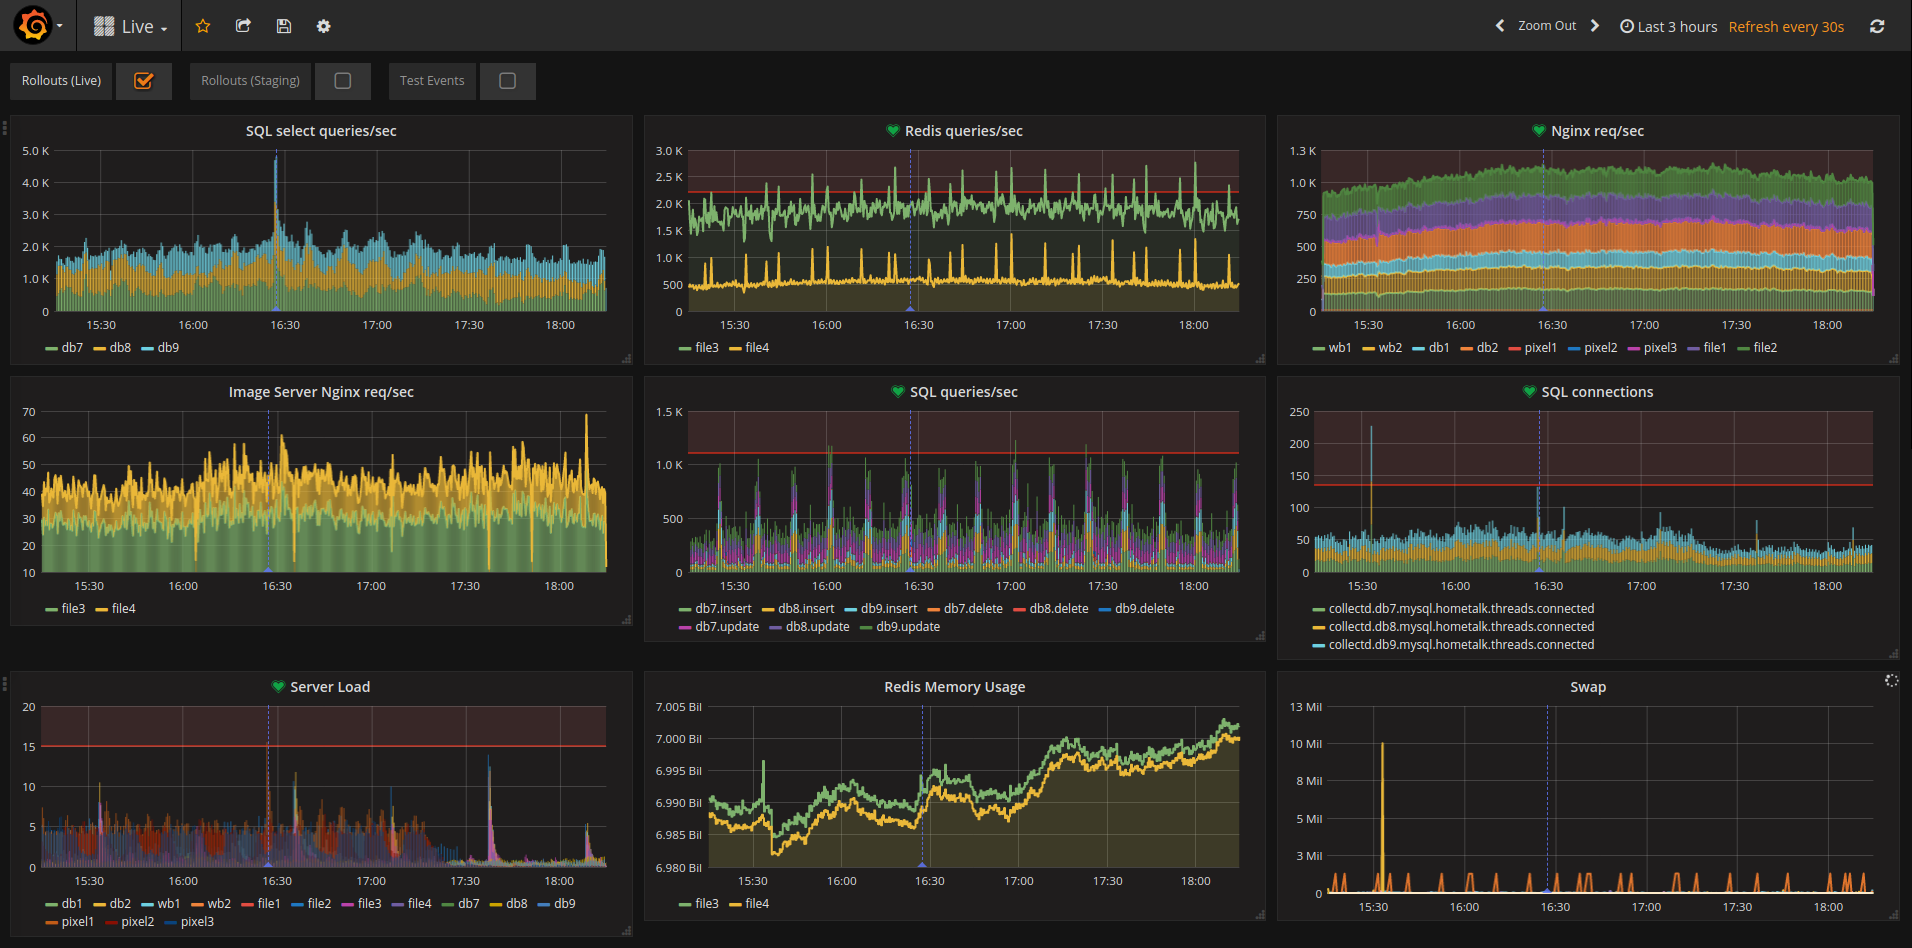 Live
Zoom Out
Last 3 hours
Refresh every 30s
Rollouts (Live)
Rollouts (Staging)
Test Events
SQL select queries/sec
5.0 K
4.0 K
3.0 K
2.0 K
1.0 K
0
15:30 16:00 16:30 17:00 17:30 18:00
db7 db8 db9
Redis queries/sec
3.0 K
2.5 K
2.0 K
1.5 K
1.0 K
500
0
15:30 16:00 16:30 17:00 17:30 18:00
file3 file4
Nginx req/sec
1.3 K
1.0 K
750
500
250
0
15:30 16:00 16:30 17:00 17:30 18:00
wb1 wb2 db1 db2 pixel1 pixel2 pixel3 file1 file2
Image Server Nginx req/sec
70
60
50
40
30
20
10
15:30 16:00 16:30 17:00 17:30 18:00
file3 file4
SQL queries/sec
1.5 K
1.0 K
500
0
15:30 16:00 16:30 17:00 17:30 18:00
db7.insert db8.insert db9.insert db7.delete db8.delete db9.delete
db7.update db8.update db9.update
SQL connections
250
200
150
100
50
0
15:30 16:00 16:30 17:00 17:30 18:00
collectd.db7.mysql.hometalk.threads.connected
collectd.db8.mysql.hometalk.threads.connected
collectd.db9.mysql.hometalk.threads.connected
Server Load
20
15
10
5
0
15:30 16:00 16:30 17:00 17:30 18:00
db1 db2 wb1 wb2 file1 file2 file3 file4 db7 db8 db9
pixel1 pixel2 pixel3
Redis Memory Usage
7.005 Bil
7.000 Bil
6.995 Bil
6.990 Bil
6.985 Bil
6.980 Bil
15:30 16:00 16:30 17:00 17:30 18:00
file3 file4
Swap
13 Mil
10 Mil
8 Mil
5 Mil
3 Mil
0
15:30 16:00 16:30 17:00 17:30 18:00